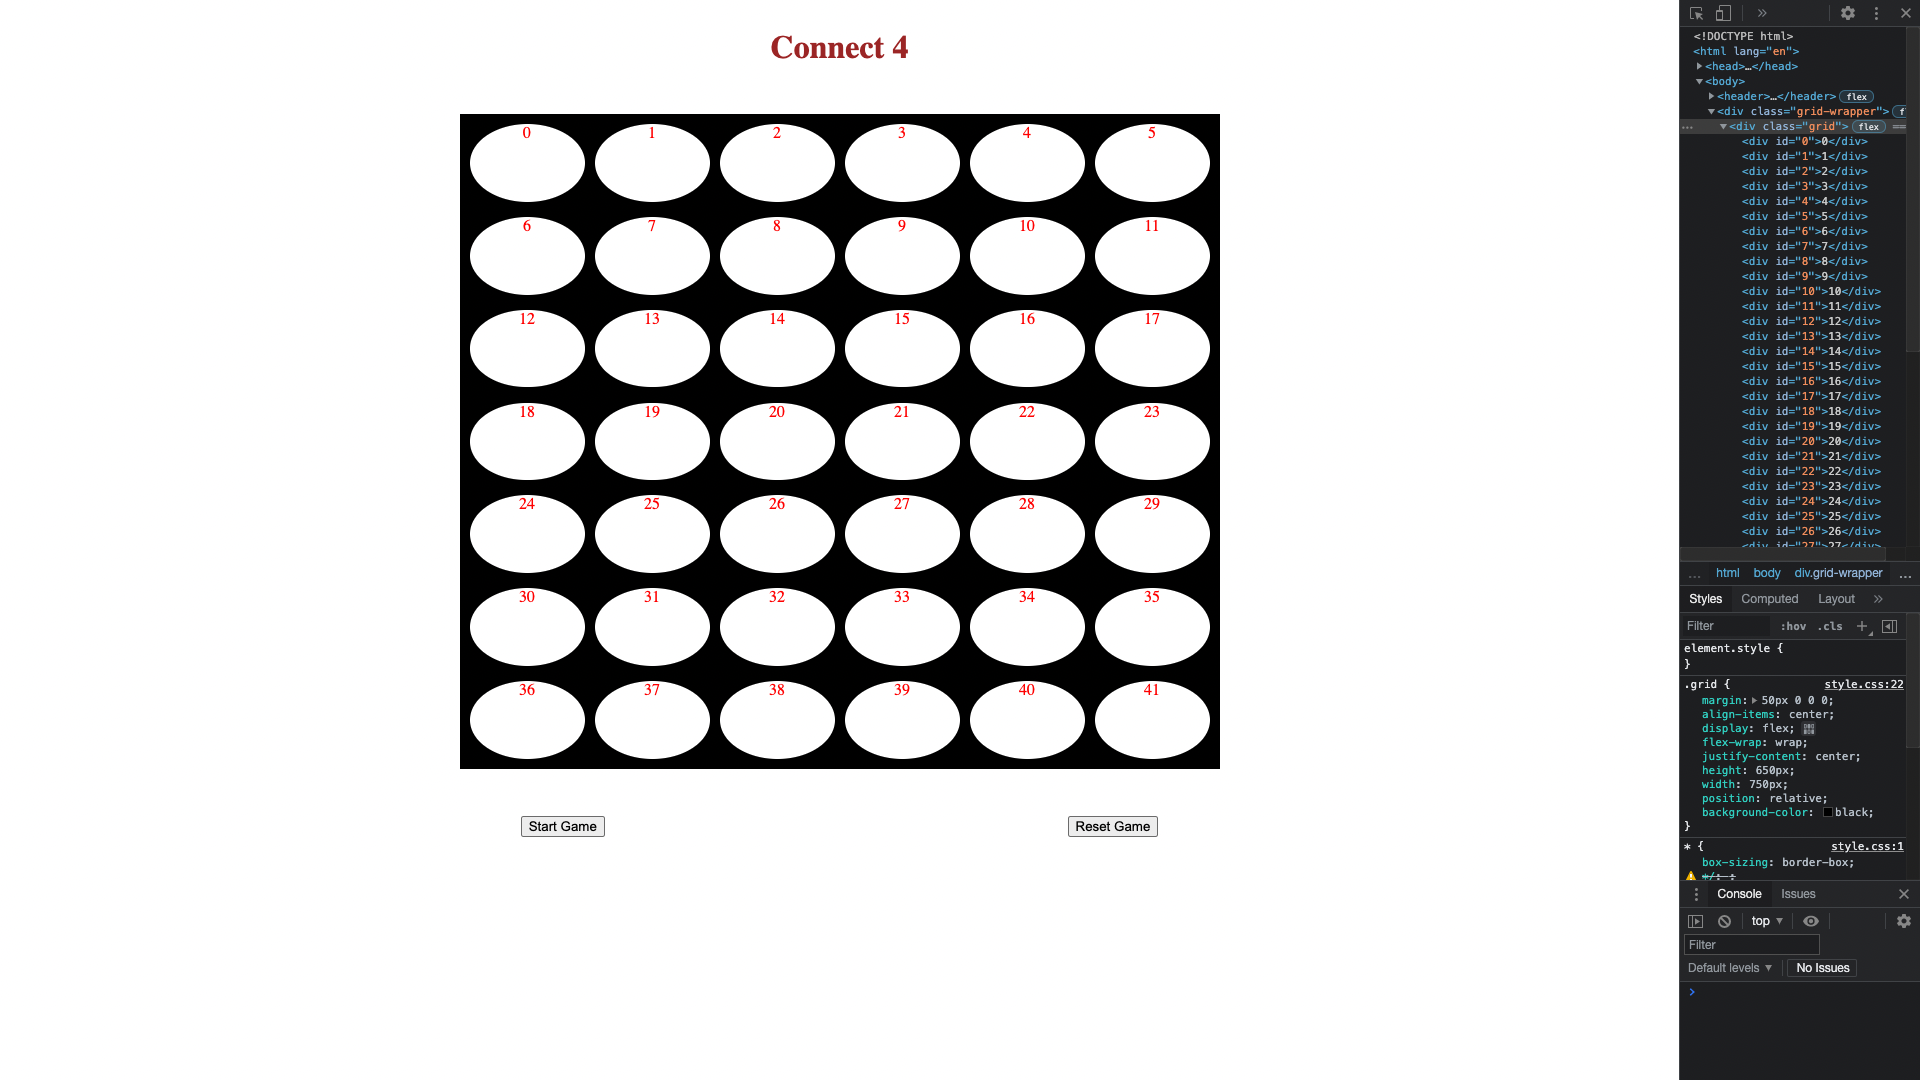 Connect 4
0 1 2 3 4 5
6 7 8 9 10 11
12 13 14 15 16 17
18 19 20 21 22 23
24 25 26 27 28 29
30 31 32 33 34 35
36 37 38 39 40 41
Start Game
Reset Game
<!DOCTYPE html>
<html lang="en">
<head>…</head>
<body>
<header>…</header> flex
<div class="grid-wrapper"> f
<div class="grid"> flex ==
<div id="0">0</div>
<div id="1">1</div>
<div id="2">2</div>
<div id="3">3</div>
<div id="4">4</div>
<div id="5">5</div>
<div id="6">6</div>
<div id="7">7</div>
<div id="8">8</div>
<div id="9">9</div>
<div id="10">10</div>
<div id="11">11</div>
<div id="12">12</div>
<div id="13">13</div>
<div id="14">14</div>
<div id="15">15</div>
<div id="16">16</div>
<div id="17">17</div>
<div id="18">18</div>
<div id="19">19</div>
<div id="20">20</div>
<div id="21">21</div>
<div id="22">22</div>
<div id="23">23</div>
<div id="24">24</div>
<div id="25">25</div>
<div id="26">26</div>
<div id="27">27</div>
... html body div.grid-wrapper ...
Styles Computed Layout
Filter :hov .cls
element.style {
}
.grid { style.css:22
margin: 50px 0 0 0;
align-items: center;
display: flex;
flex-wrap: wrap;
justify-content: center;
height: 650px;
width: 750px;
position: relative;
background-color: black;
}
* { style.css:1
box-sizing: border-box;
Console Issues
top
Filter
Default levels No Issues